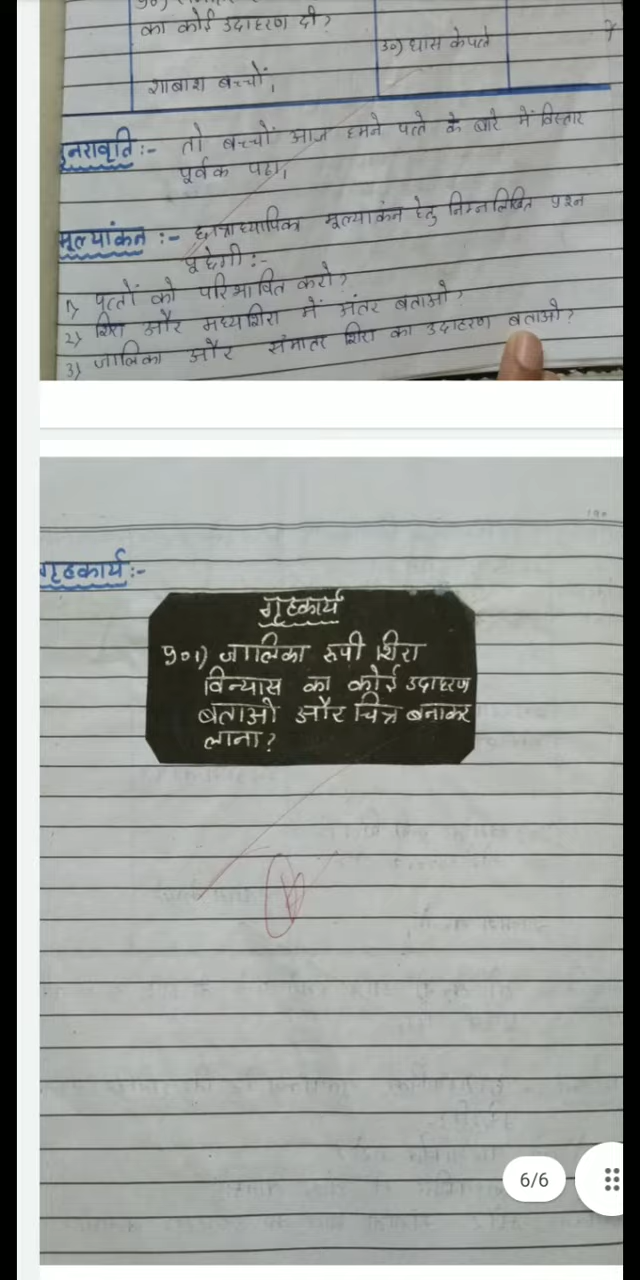 का कोई उदाहरण दी?
उ०) घास के पत्ते
शाबाश बच्चों,
पुनरावृति:- तो बच्चों आज हमने पत्ते के बारे में विस्तार
पूर्वक पढ़ा,
मूल्यांकन :- छात्राध्यापिका मूल्यांकन हेतु निम्नलिखित प्रश्न
पूछेगी:-
1) पत्तों को परिभाषित करो?
2) शिरा और मध्यशिरा में अंतर बताओ?
3) जालिका और संमातर शिरा का उदाहरण बताओ?
गृहकार्य:-
गृहकार्य
प्र०1) जालिका रूपी शिरा
विन्यास का कोई उदाहरण
बताओ और चित्र बनाकर
लाना?
6/6